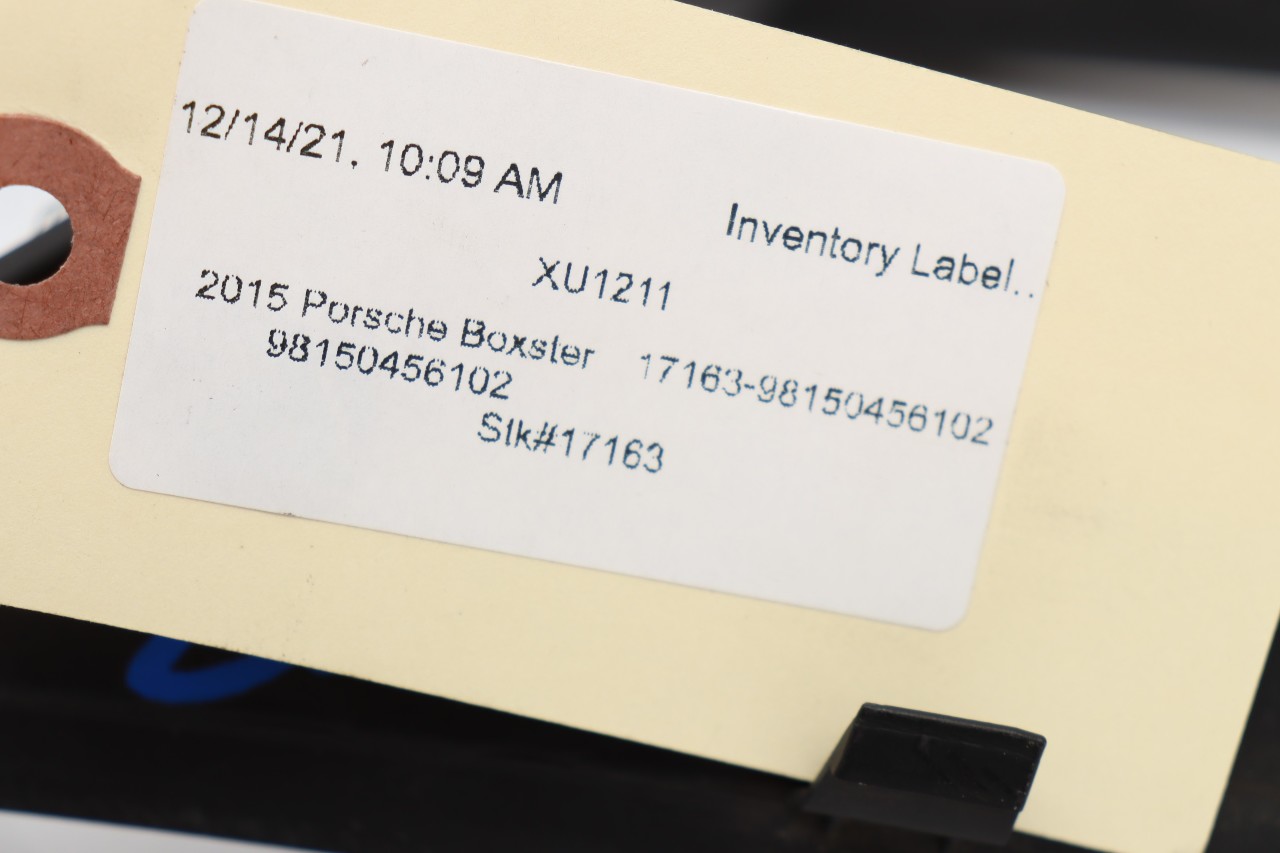 12/14/21, 10:09 AM
Inventory Label..
XU1211
2015 Porsche Boxster 17163-98150456102
98150456102
Stk#17163